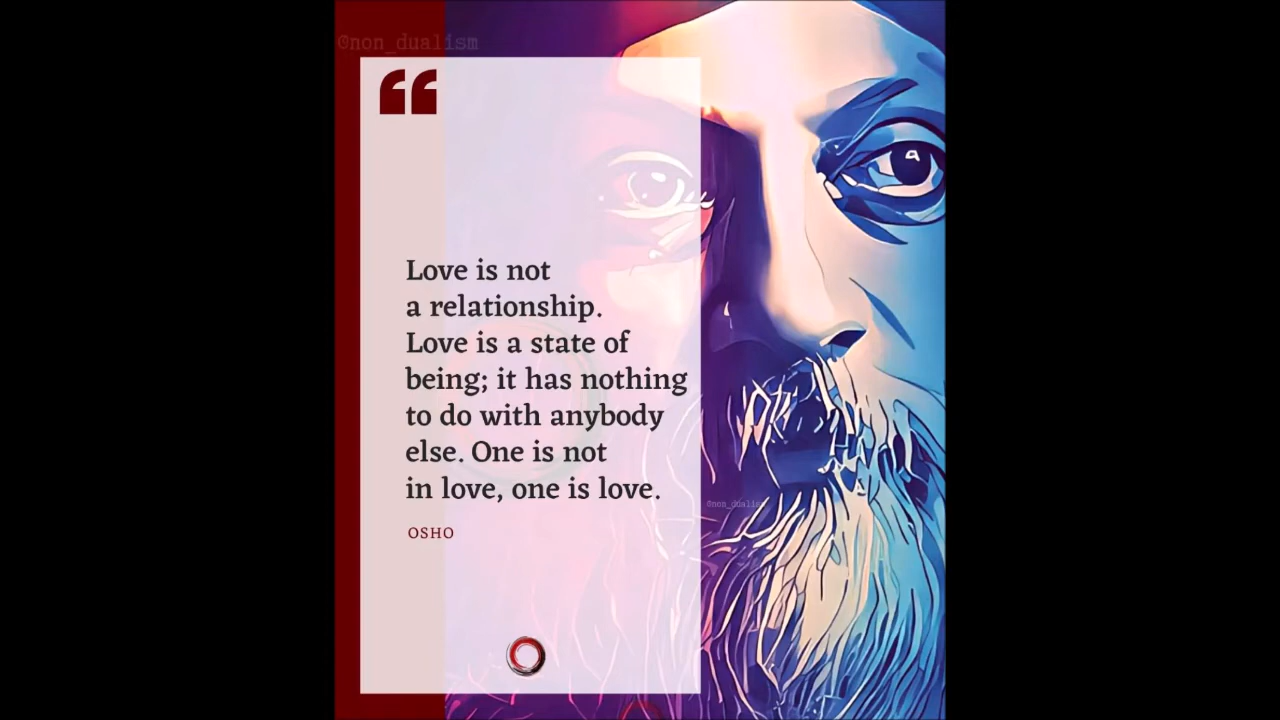 @non_dualism
“
Love is not
a relationship.
Love is a state of
being; it has nothing
to do with anybody
else. One is not
in love, one is love.
@non_dualism
OSHO